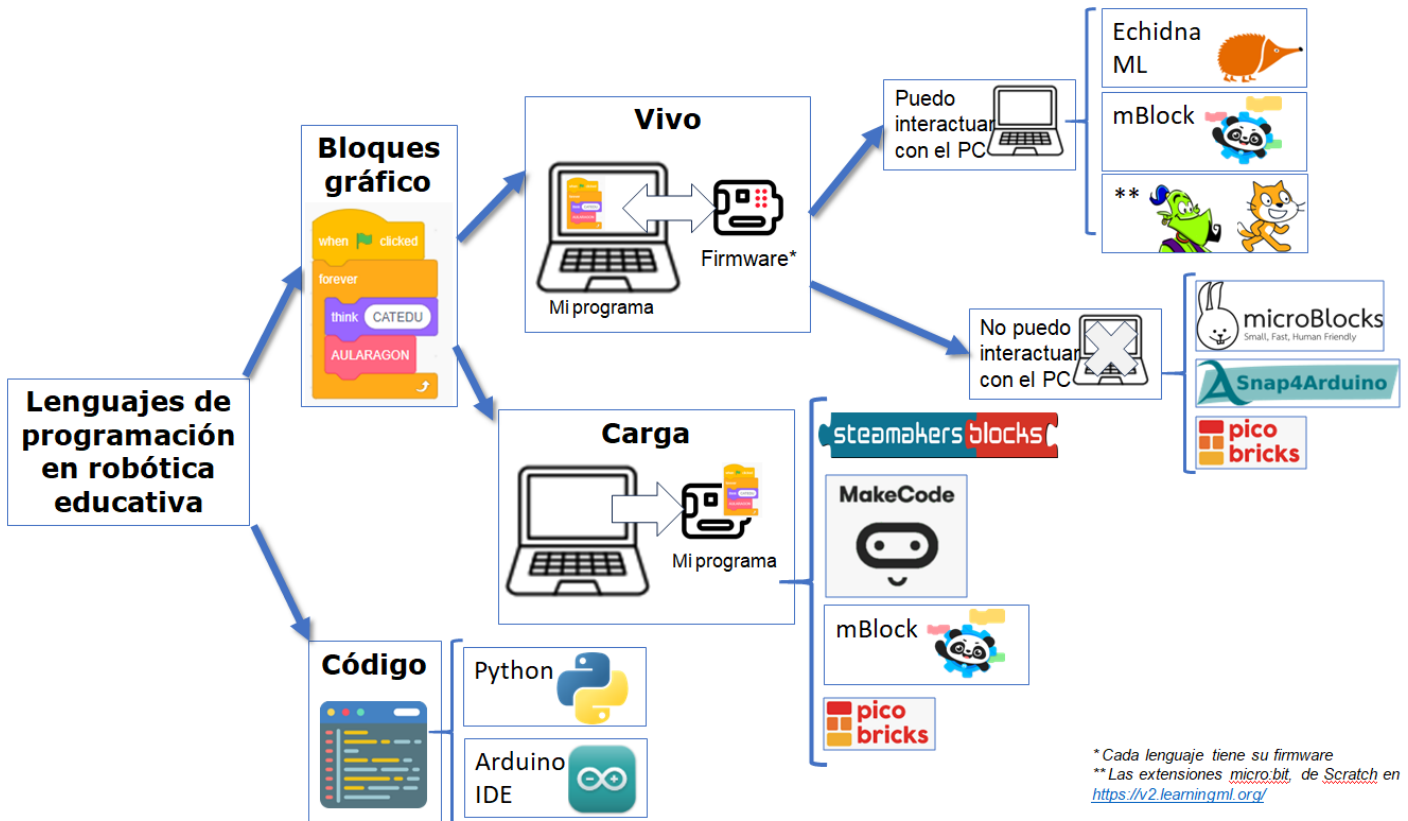 Lenguajes de
programación
en robótica
educativa
Bloques
gráfico
when clicked
forever
think CATEDU
AULARAGON
Vivo
Firmware*
Mi programa
Puedo
interactuar
con el PC
Echidna
ML
mBlock
**
No puedo
interactuar
con el PC
microBlocks
Small, Fast, Human Friendly
Snap4Arduino
pico
bricks
Carga
Mi programa
steamakers blocks
MakeCode
mBlock
pico
bricks
Código
Python
Arduino
IDE
* Cada lenguaje tiene su firmware
** Las extensiones micro:bit, de Scratch en
https://v2.learningml.org/